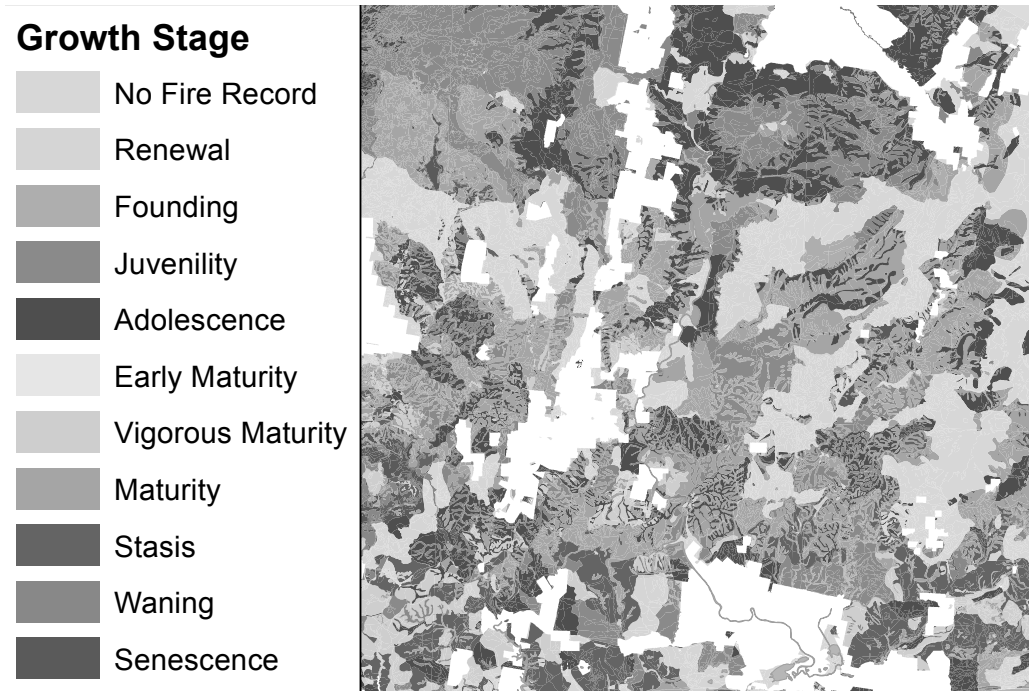 Growth Stage
No Fire Record
Renewal
Founding
Juvenility
Adolescence
Early Maturity
Vigorous Maturity
Maturity
Stasis
Waning
Senescence